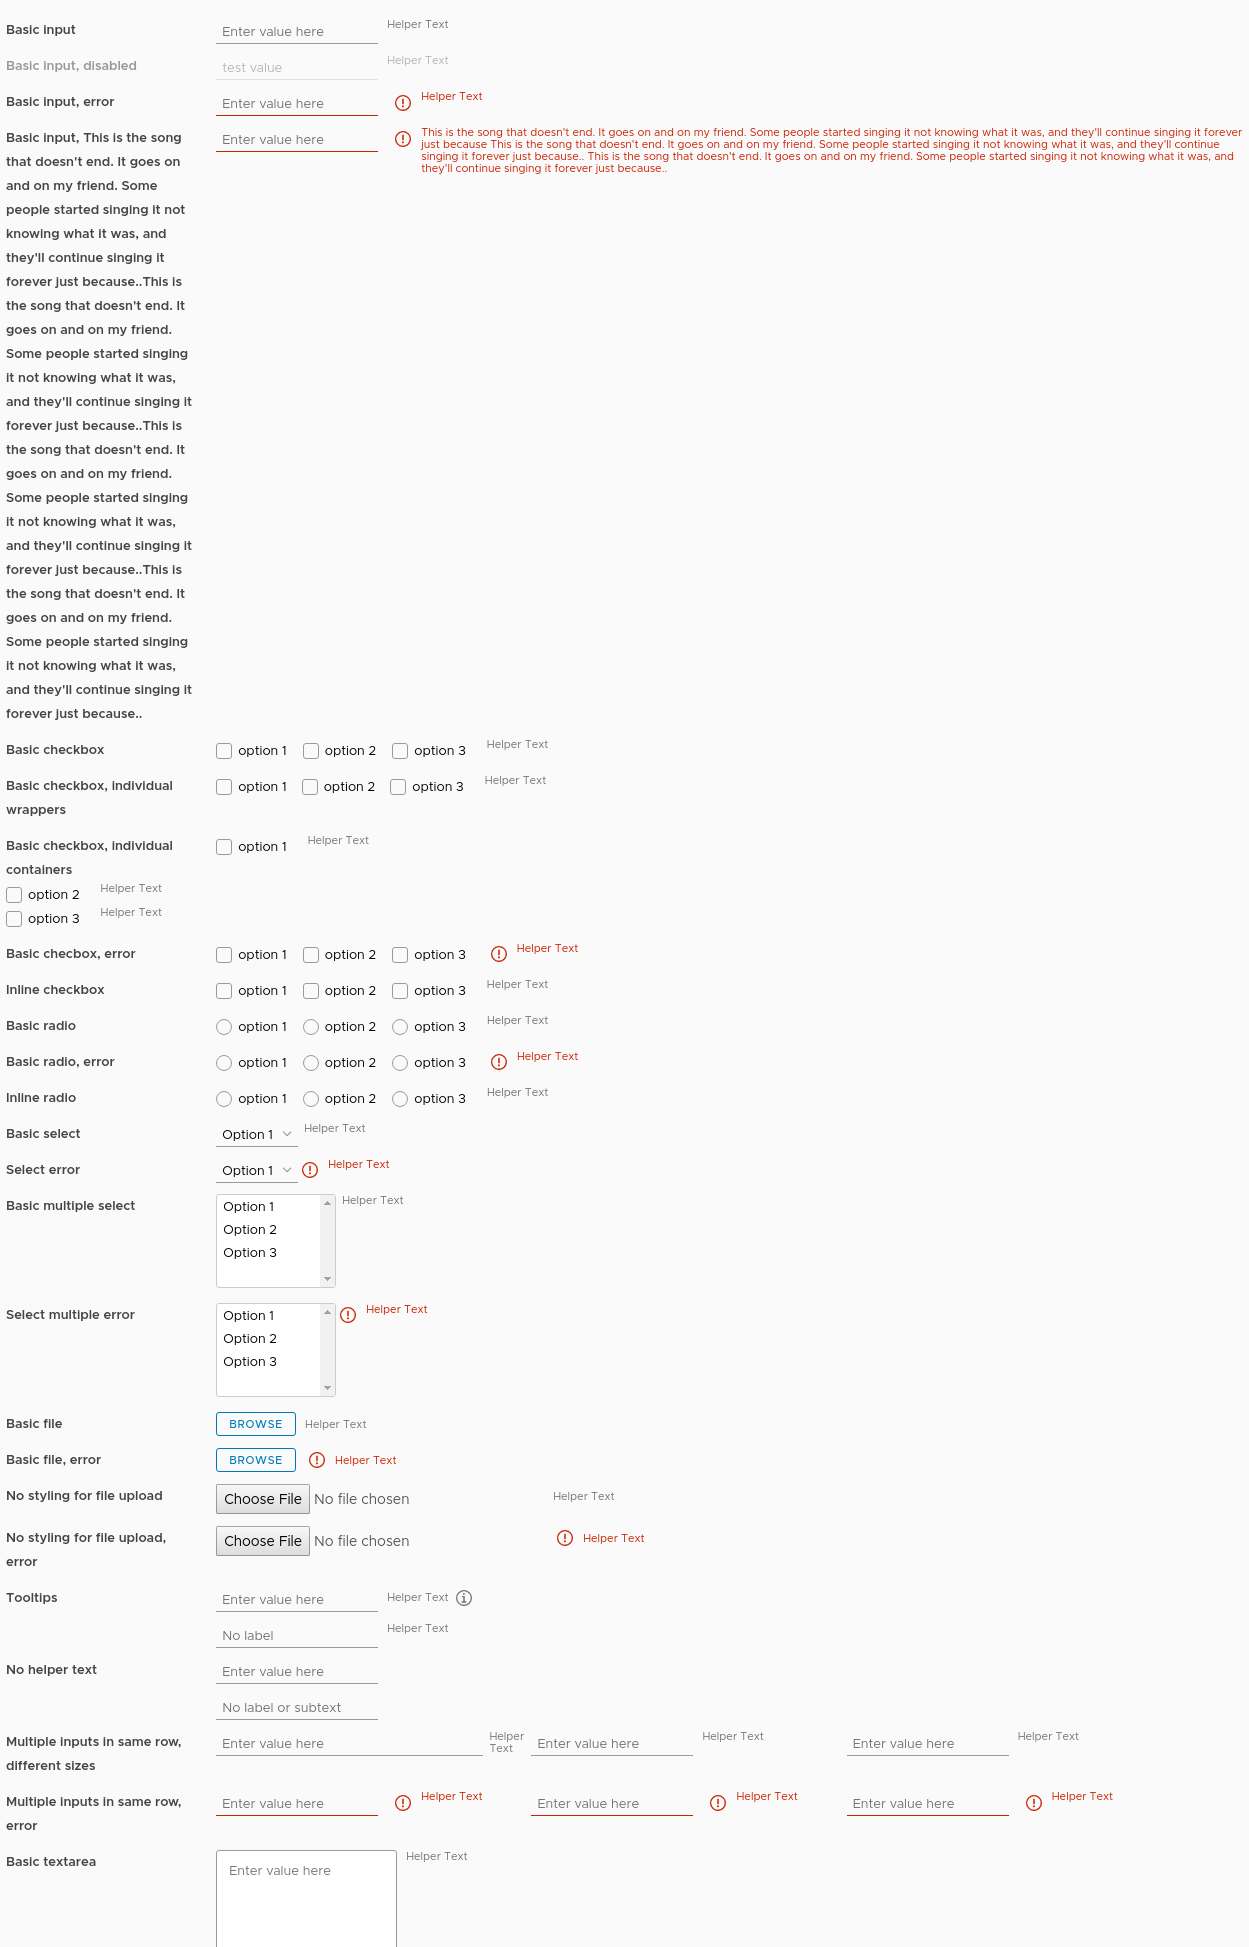 Basic input
Enter value here
Helper Text
Basic input, disabled
test value
Helper Text
Basic input, error
Enter value here
Helper Text
Basic input, This is the song
that doesn't end. It goes on
and on my friend. Some
people started singing it not
knowing what it was, and
they'll continue singing it
forever just because..This is
the song that doesn't end. It
goes on and on my friend.
Some people started singing
it not knowing what it was,
and they'll continue singing it
forever just because..This is
the song that doesn't end. It
goes on and on my friend.
Some people started singing
it not knowing what it was,
and they'll continue singing it
forever just because..This is
the song that doesn't end. It
goes on and on my friend.
Some people started singing
it not knowing what it was,
and they'll continue singing it
forever just because..
Enter value here
This is the song that doesn't end. It goes on and on my friend. Some people started singing it not knowing what it was, and they'll continue singing it forever
just because This is the song that doesn't end. It goes on and on my friend. Some people started singing it not knowing what it was, and they'll continue
singing it forever just because.. This is the song that doesn't end. It goes on and on my friend. Some people started singing it not knowing what it was, and
they'll continue singing it forever just because..
Basic checkbox
option 1 option 2 option 3 Helper Text
Basic checkbox, individual
wrappers
option 1 option 2 option 3 Helper Text
Basic checkbox, individual
containers
option 1 Helper Text
option 2 Helper Text
option 3 Helper Text
Basic checbox, error
option 1 option 2 option 3 Helper Text
Inline checkbox
option 1 option 2 option 3 Helper Text
Basic radio
option 1 option 2 option 3 Helper Text
Basic radio, error
option 1 option 2 option 3 Helper Text
Inline radio
option 1 option 2 option 3 Helper Text
Basic select
Option 1 Helper Text
Select error
Option 1 Helper Text
Basic multiple select
Option 1
Option 2
Option 3
Helper Text
Select multiple error
Option 1
Option 2
Option 3
Helper Text
Basic file
BROWSE Helper Text
Basic file, error
BROWSE Helper Text
No styling for file upload
Choose File No file chosen Helper Text
No styling for file upload,
error
Choose File No file chosen Helper Text
Tooltips
Enter value here Helper Text
No label Helper Text
No helper text
Enter value here
No label or subtext
Multiple inputs in same row,
different sizes
Enter value here
Helper
Text
Enter value here Helper Text
Enter value here Helper Text
Multiple inputs in same row,
error
Enter value here Helper Text
Enter value here Helper Text
Enter value here Helper Text
Basic textarea
Enter value here
Helper Text